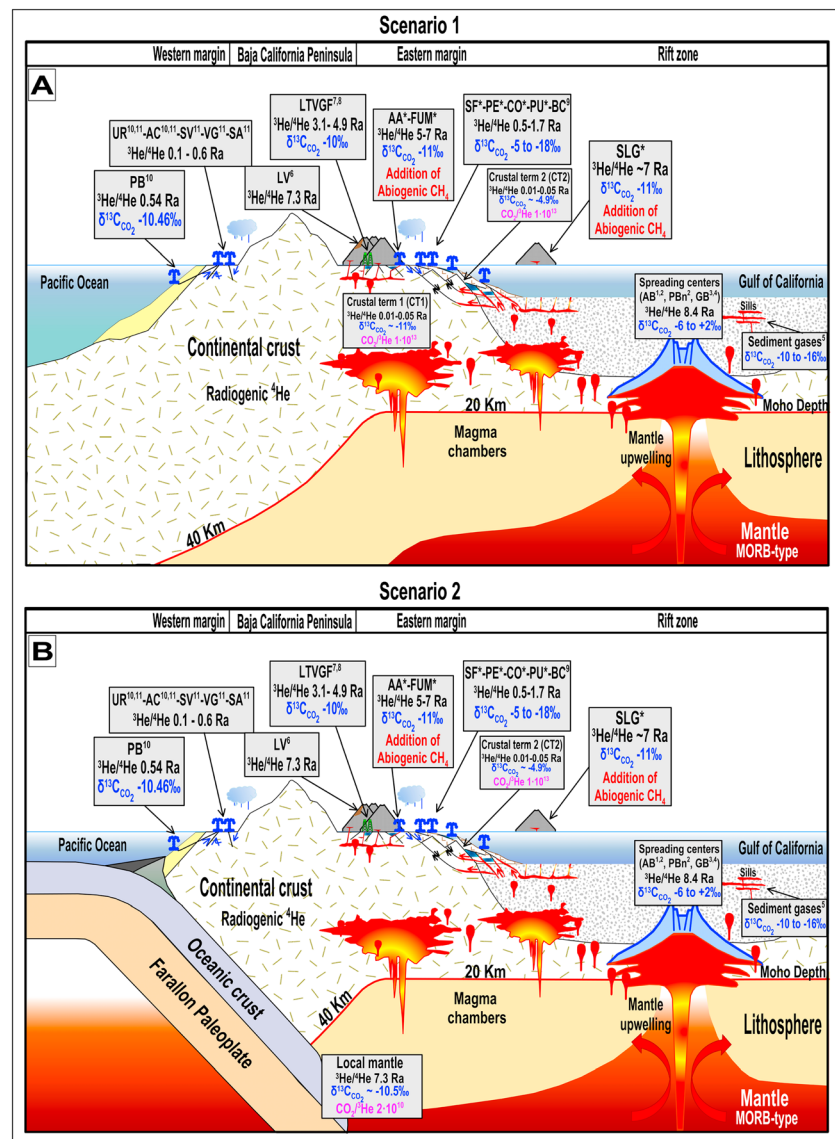 Scenario 1
Western margin Baja California Peninsula Eastern margin Rift zone
A
UR10,11-AC10,11-SV11-VG11-SA11
3He/4He 0.1 - 0.6 Ra
LTVGF7,8
3He/4He 3.1- 4.9 Ra
δ13CCO2 -10‰
AA*-FUM*
3He/4He 5-7 Ra
δ13CCO2 -11‰
Addition of
Abiogenic CH4
SF*-PE*-CO*-PU*-BC9
3He/4He 0.5-1.7 Ra
δ13CCO2 -5 to -18‰
SLG*
3He/4He ~7 Ra
δ13CCO2 -11‰
Addition of
Abiogenic CH4
PB10
3He/4He 0.54 Ra
δ13CCO2 -10.46‰
LV6
3He/4He 7.3 Ra
Crustal term 2 (CT2)
3He/4He 0.01-0.05 Ra
δ13CCO2 ~ -4.9‰
CO2/3He 1·1013
Pacific Ocean
Gulf of California
Spreading centers
(AB1,2, PBn2, GB3,4)
3He/4He 8.4 Ra
δ13CCO2 -6 to +2‰
Sills
Sediment gases5
δ13CCO2 -10 to -16‰
Crustal term 1 (CT1)
3He/4He 0.01-0.05 Ra
δ13CCO2 ~ -11‰
CO2/3He 1·1013
Continental crust
Radiogenic 4He
20 Km
Moho Depth
Magma
chambers
Mantle
upwelling
Lithosphere
40 Km
Mantle
MORB-type
Scenario 2
Western margin Baja California Peninsula Eastern margin Rift zone
B
UR10,11-AC10,11-SV11-VG11-SA11
3He/4He 0.1 - 0.6 Ra
LTVGF7,8
3He/4He 3.1- 4.9 Ra
δ13CCO2 -10‰
AA*-FUM*
3He/4He 5-7 Ra
δ13CCO2 -11‰
Addition of
Abiogenic CH4
SF*-PE*-CO*-PU*-BC9
3He/4He 0.5-1.7 Ra
δ13CCO2 -5 to -18‰
SLG*
3He/4He ~7 Ra
δ13CCO2 -11‰
Addition of
Abiogenic CH4
PB10
3He/4He 0.54 Ra
δ13CCO2 -10.46‰
LV6
3He/4He 7.3 Ra
Crustal term 2 (CT2)
3He/4He 0.01-0.05 Ra
δ13CCO2 ~ -4.9‰
CO2/3He 1·1013
Pacific Ocean
Gulf of California
Spreading centers
(AB1,2, PBn2, GB3,4)
3He/4He 8.4 Ra
δ13CCO2 -6 to +2‰
Sills
Sediment gases5
δ13CCO2 -10 to -16‰
Continental crust
Radiogenic 4He
Oceanic crust
Farallon Paleoplate
20 Km
Moho Depth
40 Km
Magma
chambers
Mantle
upwelling
Lithosphere
Local mantle
3He/4He 7.3 Ra
δ13CCO2 ~ -10.5‰
CO2/3He 2·1010
Mantle
MORB-type